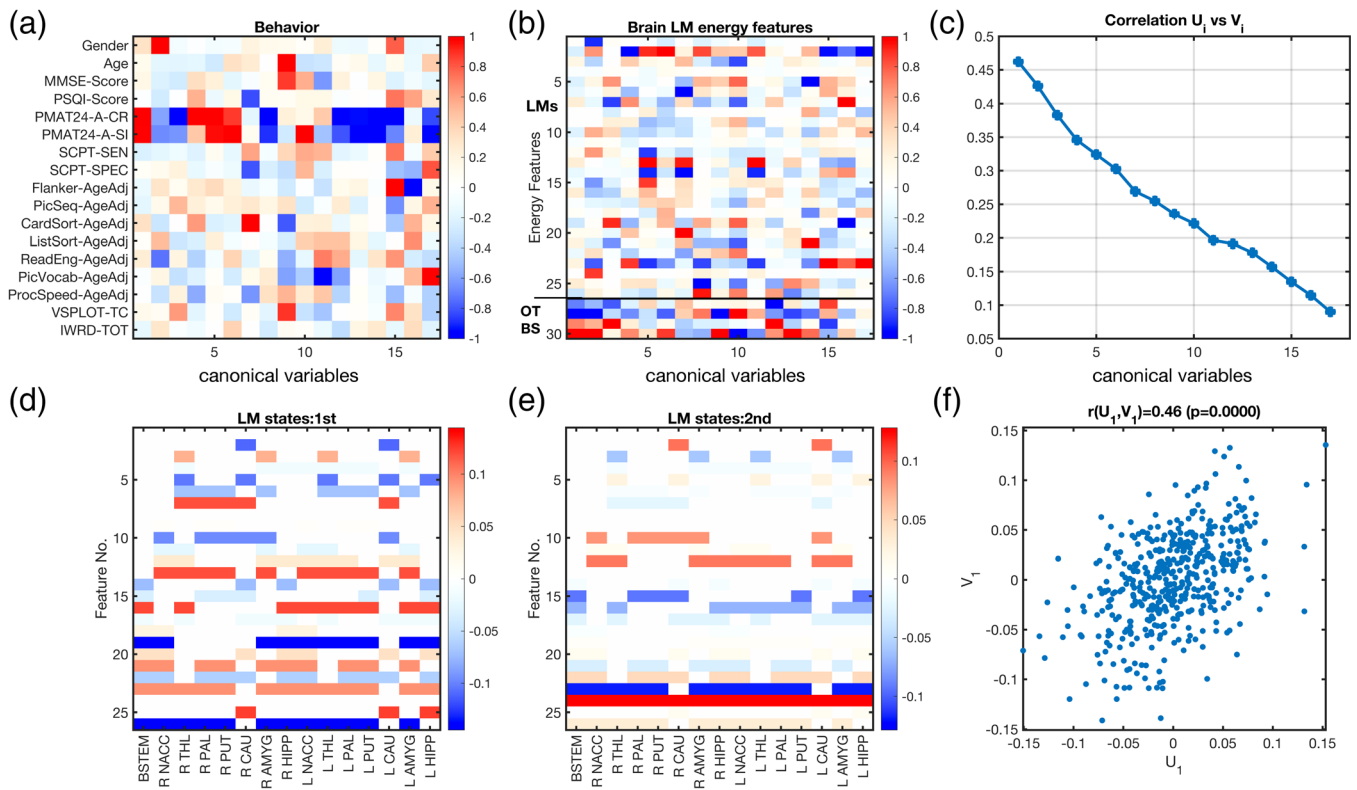 (a)
Behavior
Gender
Age
MMSE-Score
PSQI-Score
PMAT24-A-CR
PMAT24-A-SI
SCPT-SEN
SCPT-SPEC
Flanker-AgeAdj
PicSeq-AgeAdj
CardSort-AgeAdj
ListSort-AgeAdj
ReadEng-AgeAdj
PicVocab-AgeAdj
ProcSpeed-AgeAdj
VSPLOT-TC
IWRD-TOT
5
10
15
canonical variables
1
0.8
0.6
0.4
0.2
0
-0.2
-0.4
-0.6
-0.8
-1
(b)
Brain LM energy features
Energy Features
LMs
OT
BS
5
10
15
20
25
30
5
10
15
canonical variables
1
0.8
0.6
0.4
0.2
0
-0.2
-0.4
-0.6
-0.8
-1
(c)
Correlation Ui vs Vi
0.5
0.45
0.4
0.35
0.3
0.25
0.2
0.15
0.1
0.05
0
5
10
15
canonical variables
(d)
LM states:1st
Feature No.
5
10
15
20
25
BSTEM
R NACC
R THL
R PAL
R PUT
R CAU
R AMYG
R HIPP
L NACC
L THL
L PAL
L PUT
L CAU
L AMYG
L HIPP
0.1
0.05
0
-0.05
-0.1
(e)
LM states:2nd
Feature No.
5
10
15
20
25
BSTEM
R NACC
R THL
R PAL
R PUT
R CAU
R AMYG
R HIPP
L NACC
L THL
L PAL
L PUT
L CAU
L AMYG
L HIPP
0.1
0.05
0
-0.05
-0.1
(f)
r(U1,V1)=0.46 (p=0.0000)
V1
0.15
0.1
0.05
0
-0.05
-0.1
-0.15
-0.15
-0.1
-0.05
0
0.05
0.1
0.15
U1